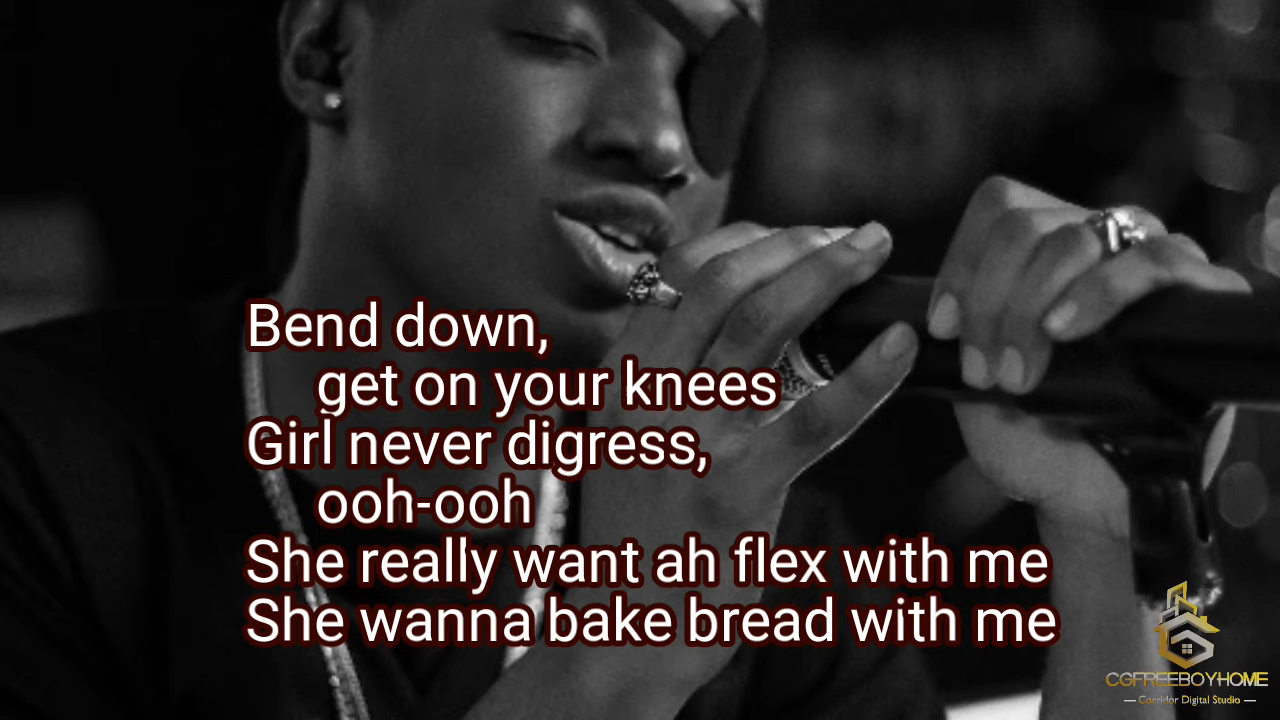 Bend down,
get on your knees
Girl never digress,
ooh-ooh
She really want ah flex with me
She wanna bake bread with me
CGFREEBOYHOME
— Corridor Digital Studio —